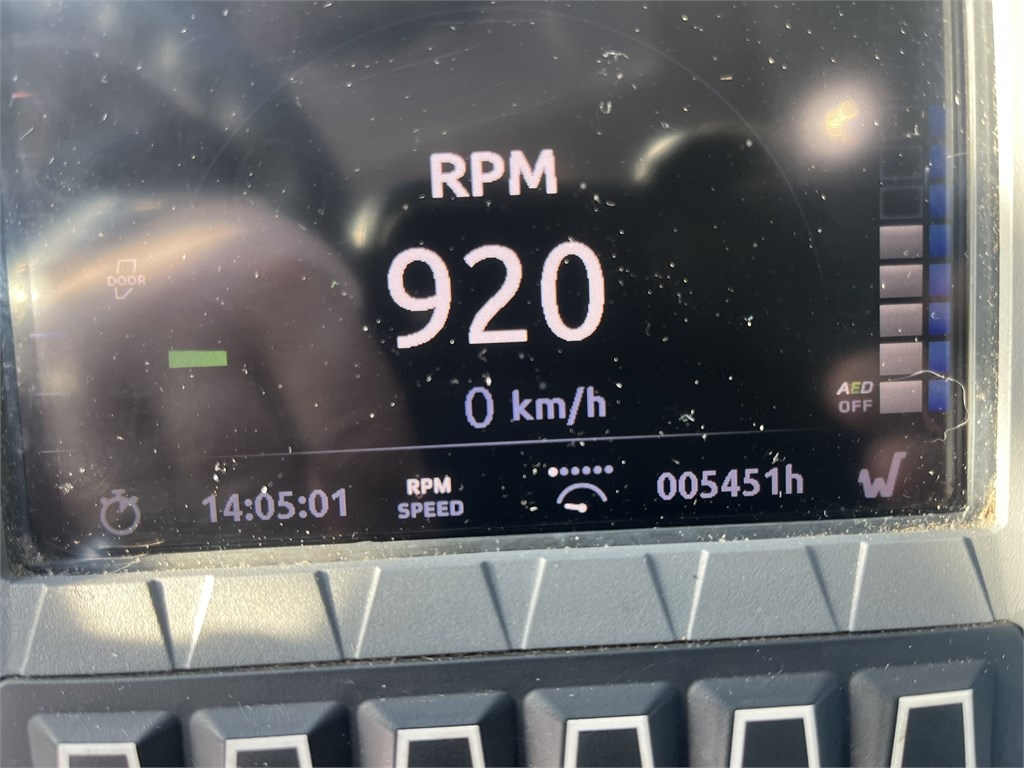 RPM
DOOR
920
0 km/h
AED
OFF
14:05:01
RPM
SPEED
005451h